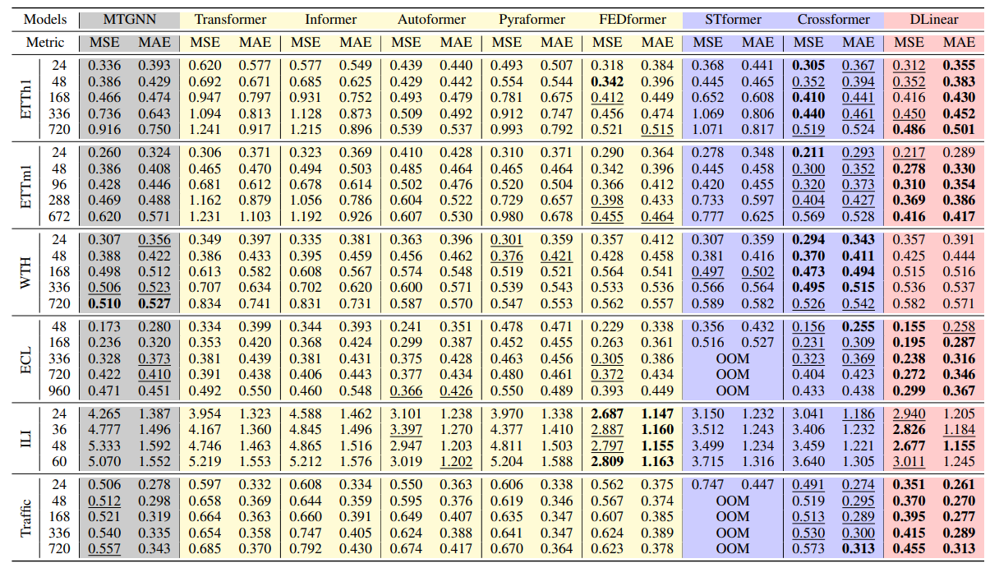 Models MTGNN Transformer Informer Autoformer Pyraformer FEDformer STformer Crossformer DLinear
Metric MSE MAE MSE MAE MSE MAE MSE MAE MSE MAE MSE MAE MSE MAE MSE MAE MSE MAE
ETTh1
24 0.336 0.393 0.620 0.577 0.577 0.549 0.439 0.440 0.493 0.507 0.318 0.384 0.368 0.441 0.305 0.367 0.312 0.355
48 0.386 0.429 0.692 0.671 0.685 0.625 0.429 0.442 0.554 0.544 0.342 0.396 0.445 0.465 0.352 0.394 0.352 0.383
168 0.466 0.474 0.947 0.797 0.931 0.752 0.493 0.479 0.781 0.675 0.412 0.449 0.652 0.608 0.410 0.441 0.416 0.430
336 0.736 0.643 1.094 0.813 1.128 0.873 0.509 0.492 0.912 0.747 0.456 0.474 1.069 0.806 0.440 0.461 0.450 0.452
720 0.916 0.750 1.241 0.917 1.215 0.896 0.539 0.537 0.993 0.792 0.521 0.515 1.071 0.817 0.519 0.524 0.486 0.501
ETTm1
24 0.260 0.324 0.306 0.371 0.323 0.369 0.410 0.428 0.310 0.371 0.290 0.364 0.278 0.348 0.211 0.293 0.217 0.289
48 0.386 0.408 0.465 0.470 0.494 0.503 0.485 0.464 0.465 0.464 0.342 0.396 0.445 0.458 0.300 0.352 0.278 0.330
96 0.428 0.446 0.681 0.612 0.678 0.614 0.502 0.476 0.520 0.504 0.366 0.412 0.420 0.455 0.320 0.373 0.310 0.354
288 0.469 0.488 1.162 0.879 1.056 0.786 0.604 0.522 0.729 0.657 0.398 0.433 0.733 0.597 0.404 0.427 0.369 0.386
672 0.620 0.571 1.231 1.103 1.192 0.926 0.607 0.530 0.980 0.678 0.455 0.464 0.777 0.625 0.569 0.528 0.416 0.417
WTH
24 0.307 0.356 0.349 0.397 0.335 0.381 0.363 0.396 0.301 0.359 0.357 0.412 0.307 0.359 0.294 0.343 0.357 0.391
48 0.388 0.422 0.386 0.433 0.395 0.459 0.456 0.462 0.376 0.421 0.428 0.458 0.381 0.416 0.370 0.411 0.425 0.444
168 0.498 0.512 0.613 0.582 0.608 0.567 0.574 0.548 0.519 0.521 0.564 0.541 0.497 0.502 0.473 0.494 0.515 0.516
336 0.506 0.523 0.707 0.634 0.702 0.620 0.600 0.571 0.539 0.543 0.533 0.536 0.566 0.564 0.495 0.515 0.536 0.537
720 0.510 0.527 0.834 0.741 0.831 0.731 0.587 0.570 0.547 0.553 0.562 0.557 0.589 0.582 0.526 0.542 0.582 0.571
ECL
48 0.173 0.280 0.334 0.399 0.344 0.393 0.241 0.351 0.478 0.471 0.229 0.338 0.356 0.432 0.156 0.255 0.155 0.258
168 0.236 0.320 0.353 0.420 0.368 0.424 0.299 0.387 0.452 0.455 0.263 0.361 0.516 0.527 0.231 0.309 0.195 0.287
336 0.328 0.373 0.381 0.439 0.381 0.431 0.375 0.428 0.463 0.456 0.305 0.386 OOM 0.323 0.369 0.238 0.316
720 0.422 0.410 0.391 0.438 0.406 0.443 0.377 0.434 0.480 0.461 0.372 0.434 OOM 0.404 0.423 0.272 0.346
960 0.471 0.451 0.492 0.550 0.460 0.548 0.366 0.426 0.550 0.489 0.393 0.449 OOM 0.433 0.438 0.299 0.367
ILI
24 4.265 1.387 3.954 1.323 4.588 1.462 3.101 1.238 3.970 1.338 2.687 1.147 3.150 1.232 3.041 1.186 2.940 1.205
36 4.777 1.496 4.167 1.360 4.845 1.496 3.397 1.270 4.377 1.410 2.887 1.160 3.512 1.243 3.406 1.232 2.826 1.184
48 5.333 1.592 4.746 1.463 4.865 1.516 2.947 1.203 4.811 1.503 2.797 1.155 3.499 1.234 3.459 1.221 2.677 1.155
60 5.070 1.552 5.219 1.553 5.212 1.576 3.019 1.202 5.204 1.588 2.809 1.163 3.715 1.316 3.640 1.305 3.011 1.245
Traffic
24 0.506 0.278 0.597 0.332 0.608 0.334 0.550 0.363 0.606 0.338 0.562 0.375 0.747 0.447 0.491 0.274 0.351 0.261
48 0.512 0.298 0.658 0.369 0.644 0.359 0.595 0.376 0.619 0.346 0.567 0.374 OOM 0.519 0.295 0.370 0.270
168 0.521 0.319 0.664 0.363 0.660 0.391 0.649 0.407 0.635 0.347 0.607 0.385 OOM 0.513 0.289 0.395 0.277
336 0.540 0.335 0.654 0.358 0.747 0.405 0.624 0.388 0.641 0.347 0.624 0.389 OOM 0.530 0.300 0.415 0.289
720 0.557 0.343 0.685 0.370 0.792 0.430 0.674 0.417 0.670 0.364 0.623 0.378 OOM 0.573 0.313 0.455 0.313